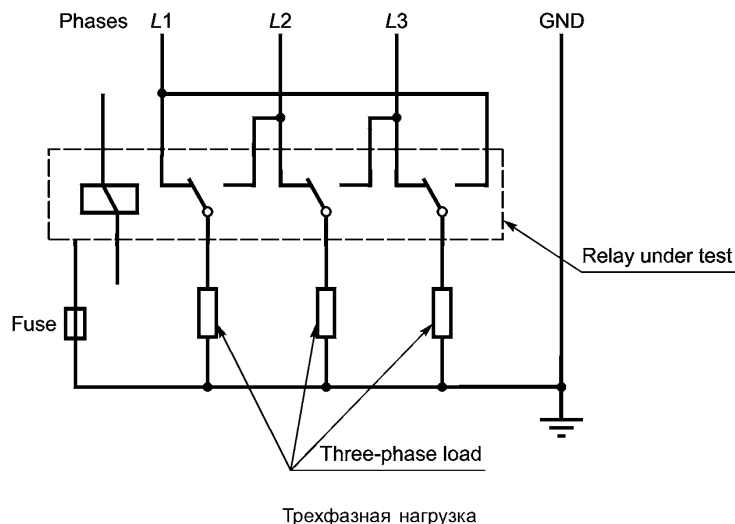 Phases L1 L2 L3 GND
Relay under test
Fuse
Three-phase load
Трехфазная нагрузка